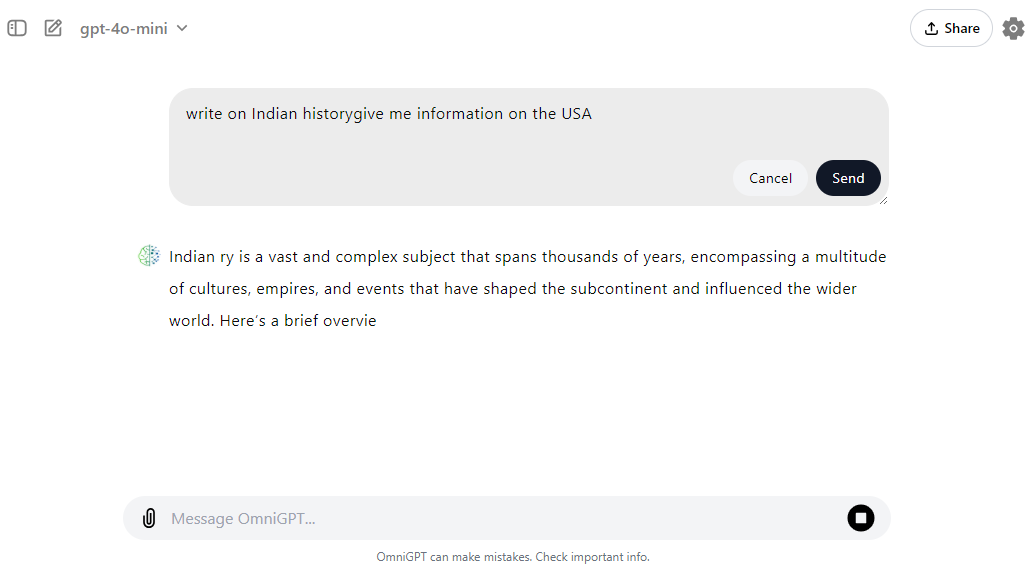 gpt-4o-mini
Share
write on Indian historygive me information on the USA
Cancel
Send
Indian ry is a vast and complex subject that spans thousands of years, encompassing a multitude
of cultures, empires, and events that have shaped the subcontinent and influenced the wider
world. Here's a brief overvie
Message OmniGPT...
OmniGPT can make mistakes. Check important info.